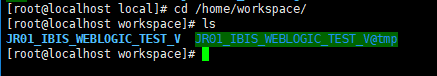 [root@localhost local]# cd /home/workspace/
[root@localhost workspace]# ls
JR01_IBIS_WEBLOGIC_TEST_V  JR01_IBIS_WEBLOGIC_TEST_V@tmp
[root@localhost workspace]#